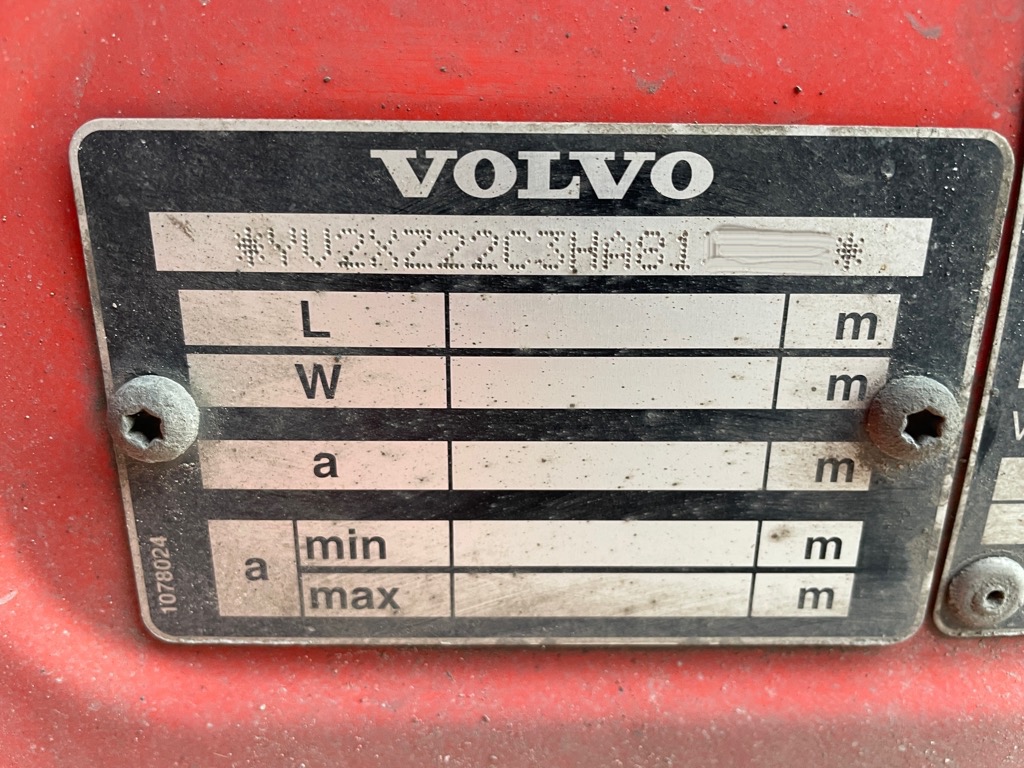 VOLVO
*YV2XZ22C3HA81 *
L m
W m
a m
a min m
max m
1078024